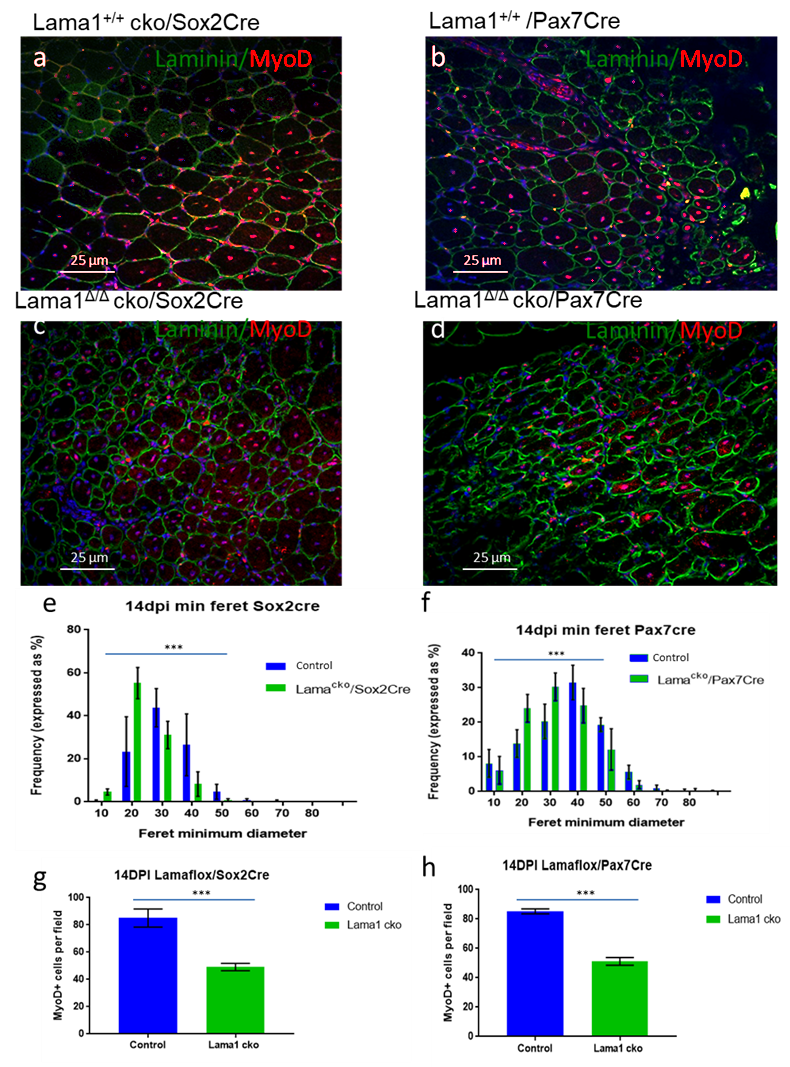 Lama1+/+ cko/Sox2Cre
Lama1+/+ /Pax7Cre
a
Laminin/MyoD
25 µm
b
Laminin/MyoD
25 µm
Lama1Δ/Δ cko/Sox2Cre
Lama1Δ/Δ cko/Pax7Cre
c
Laminin/MyoD
25 µm
d
Laminin/MyoD
25 µm
e
14dpi min feret Sox2cre
Frequency (expressed as %)
80
60
40
20
0
***
Control
Lamacko/Sox2Cre
10 20 30 40 50 60 70 80
Feret minimum diameter
f
14dpi min feret Pax7cre
Frequency (expressed as %)
40
30
20
10
0
***
Control
Lamacko/Pax7Cre
10 20 30 40 50 60 70 80
Feret minimum diameter
g
14DPI Lamaflox/Sox2Cre
MyoD+ cells per field
100
80
60
40
20
0
***
Control
Lama1 cko
Control Lama1 cko
h
14DPI Lamaflox/Pax7Cre
MyoD+ cells per field
100
80
60
40
20
0
***
Control
Lama1 cko
Control Lama1 cko